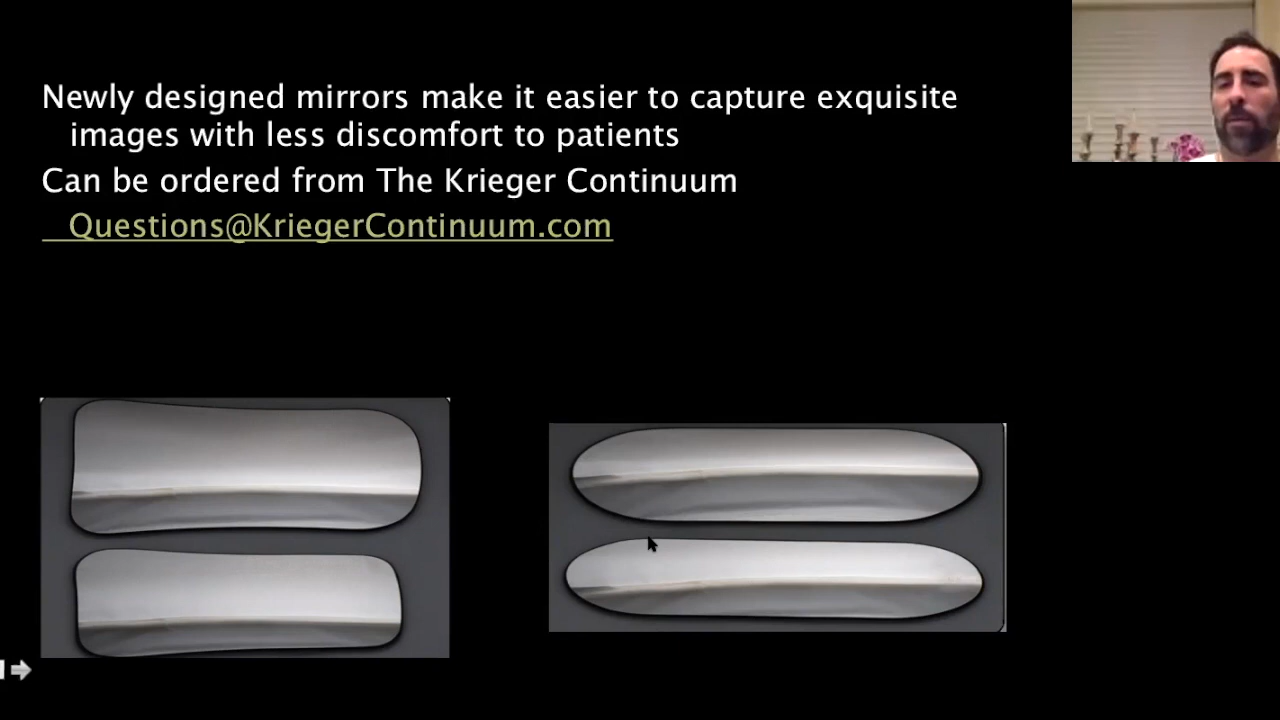 Newly designed mirrors make it easier to capture exquisite
images with less discomfort to patients
Can be ordered from The Krieger Continuum
Questions@KriegerContinuum.com